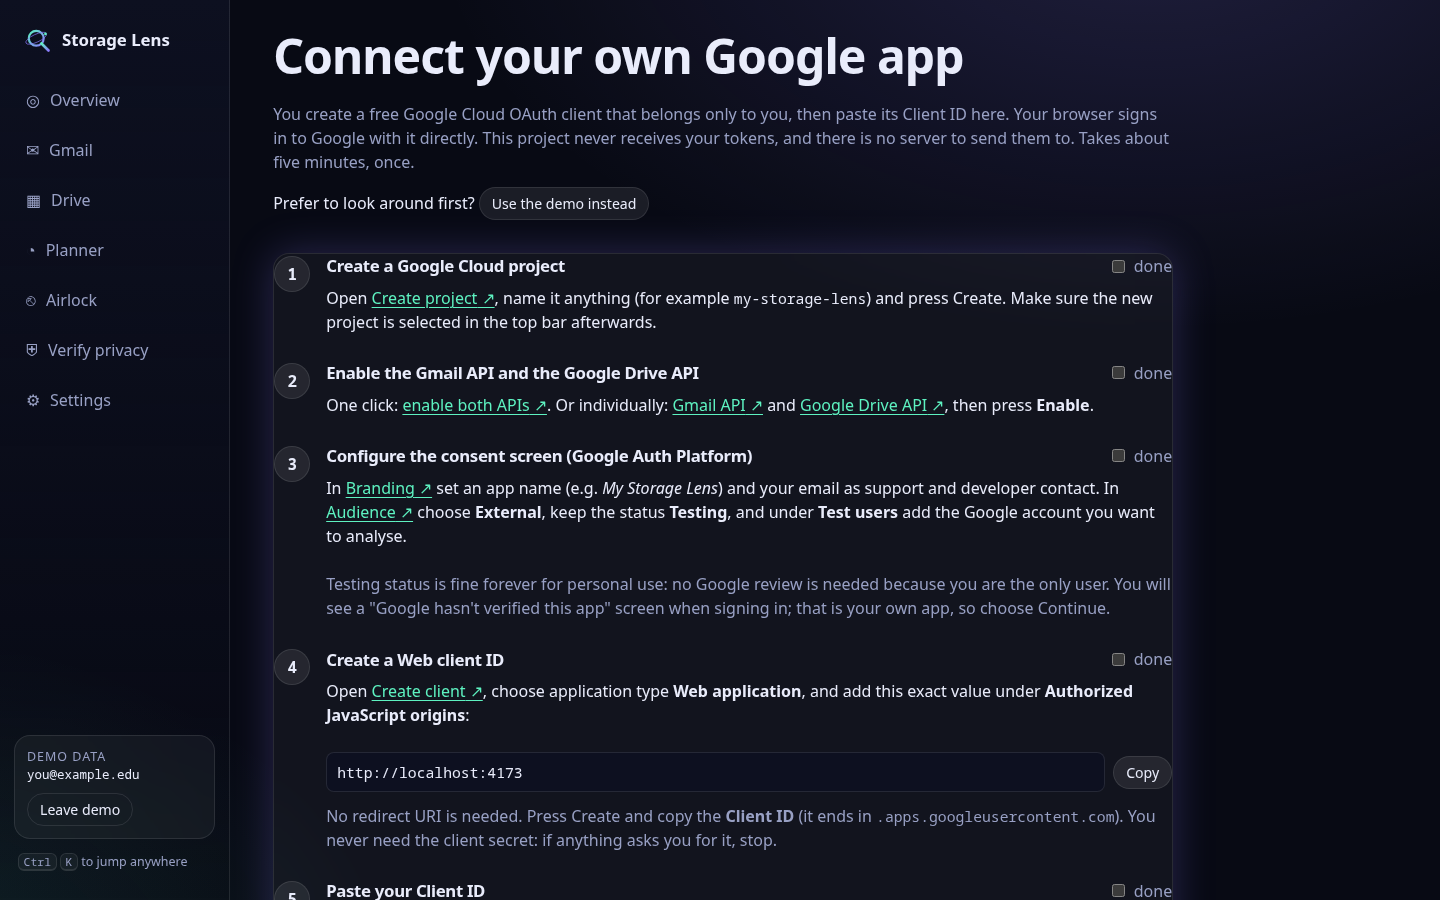 Storage Lens
Overview
Gmail
Drive
Planner
Airlock
Verify privacy
Settings
DEMO DATA
you@example.edu
Leave demo
Ctrl K to jump anywhere
Connect your own Google app
You create a free Google Cloud OAuth client that belongs only to you, then paste its Client ID here. Your browser signs
in to Google with it directly. This project never receives your tokens, and there is no server to send them to. Takes about
five minutes, once.
Prefer to look around first? Use the demo instead
1 Create a Google Cloud project done
Open Create project ↗, name it anything (for example my-storage-lens) and press Create. Make sure the new
project is selected in the top bar afterwards.
2 Enable the Gmail API and the Google Drive API done
One click: enable both APIs ↗. Or individually: Gmail API ↗ and Google Drive API ↗, then press Enable.
3 Configure the consent screen (Google Auth Platform) done
In Branding ↗ set an app name (e.g. My Storage Lens) and your email as support and developer contact. In
Audience ↗ choose External, keep the status Testing, and under Test users add the Google account you want
to analyse.
Testing status is fine forever for personal use: no Google review is needed because you are the only user. You will
see a "Google hasn't verified this app" screen when signing in; that is your own app, so choose Continue.
4 Create a Web client ID done
Open Create client ↗, choose application type Web application, and add this exact value under Authorized
JavaScript origins:
http://localhost:4173 Copy
No redirect URI is needed. Press Create and copy the Client ID (it ends in .apps.googleusercontent.com). You
never need the client secret: if anything asks you for it, stop.
5 Paste your Client ID done